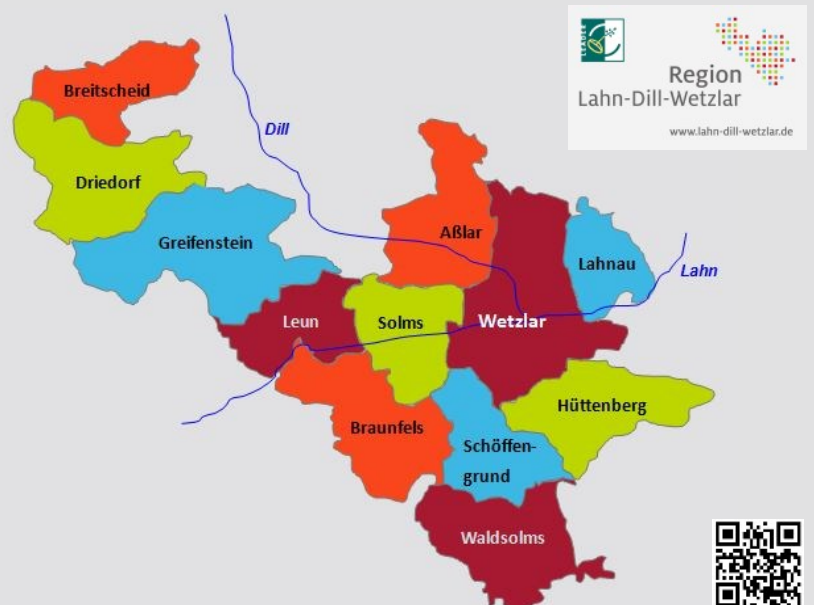 LEADER
Region
Lahn-Dill-Wetzlar
www.lahn-dill-wetzlar.de
Breitscheid
Dill
Driedorf
Aßlar
Greifenstein
Lahnau
Lahn
Leun
Solms
Wetzlar
Hüttenberg
Braunfels
Schöffen-
grund
Waldsolms